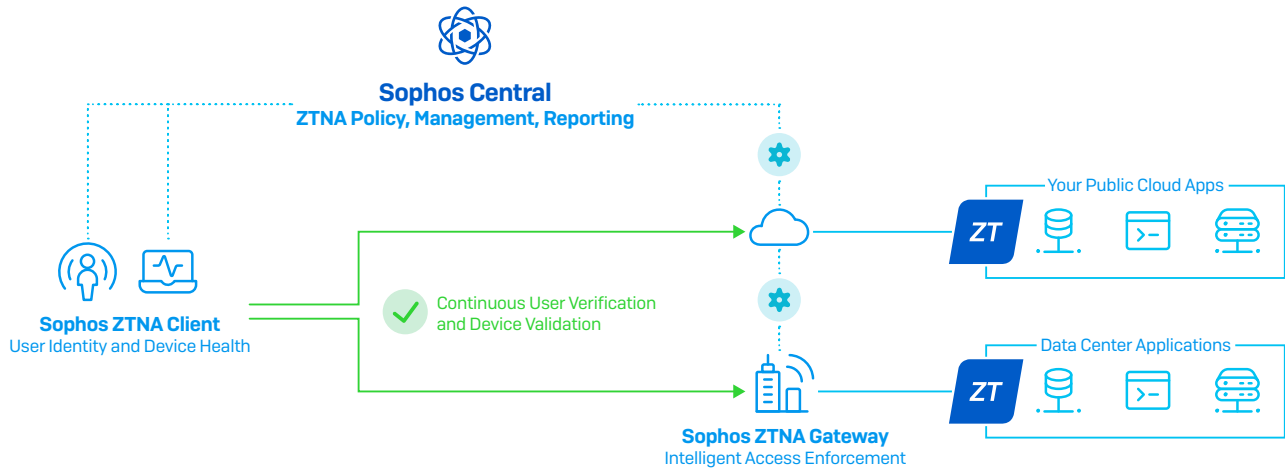 Sophos Central
ZTNA Policy, Management, Reporting
Your Public Cloud Apps
ZT
Continuous User Verification
and Device Validation
Sophos ZTNA Client
User Identity and Device Health
Data Center Applications
ZT
Sophos ZTNA Gateway
Intelligent Access Enforcement